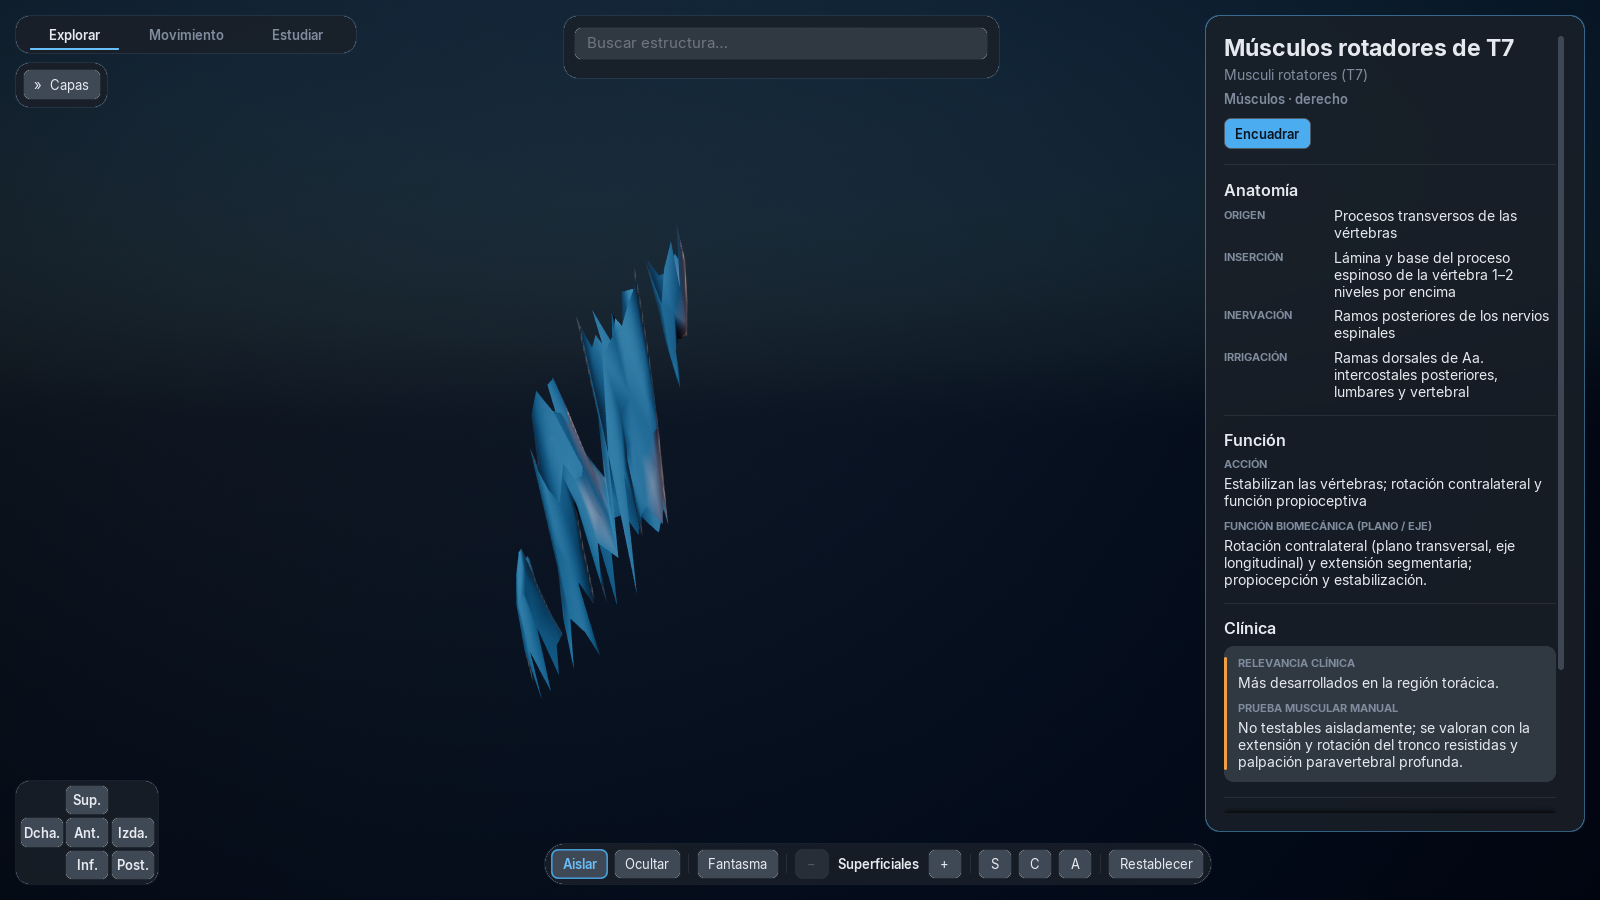 Explorar Movimiento Estudiar
» Capas
Buscar estructura...
Músculos rotadores de T7
Musculi rotatores (T7)
Músculos · derecho
Encuadrar
Anatomía
ORIGEN Procesos transversos de las
vértebras
INSERCIÓN Lámina y base del proceso
espinoso de la vértebra 1–2
niveles por encima
INERVACIÓN Ramos posteriores de los nervios
espinales
IRRIGACIÓN Ramas dorsales de Aa.
intercostales posteriores,
lumbares y vertebral
Función
ACCIÓN
Estabilizan las vértebras; rotación contralateral y
función propioceptiva
FUNCIÓN BIOMECÁNICA (PLANO / EJE)
Rotación contralateral (plano transversal, eje
longitudinal) y extensión segmentaria;
propiocepción y estabilización.
Clínica
RELEVANCIA CLÍNICA
Más desarrollados en la región torácica.
PRUEBA MUSCULAR MANUAL
No testables aisladamente; se valoran con la
extensión y rotación del tronco resistidas y
palpación paravertebral profunda.
Sup.
Dcha. Ant. Izda.
Inf. Post.
Aislar Ocultar Fantasma − Superficiales + S C A Restablecer